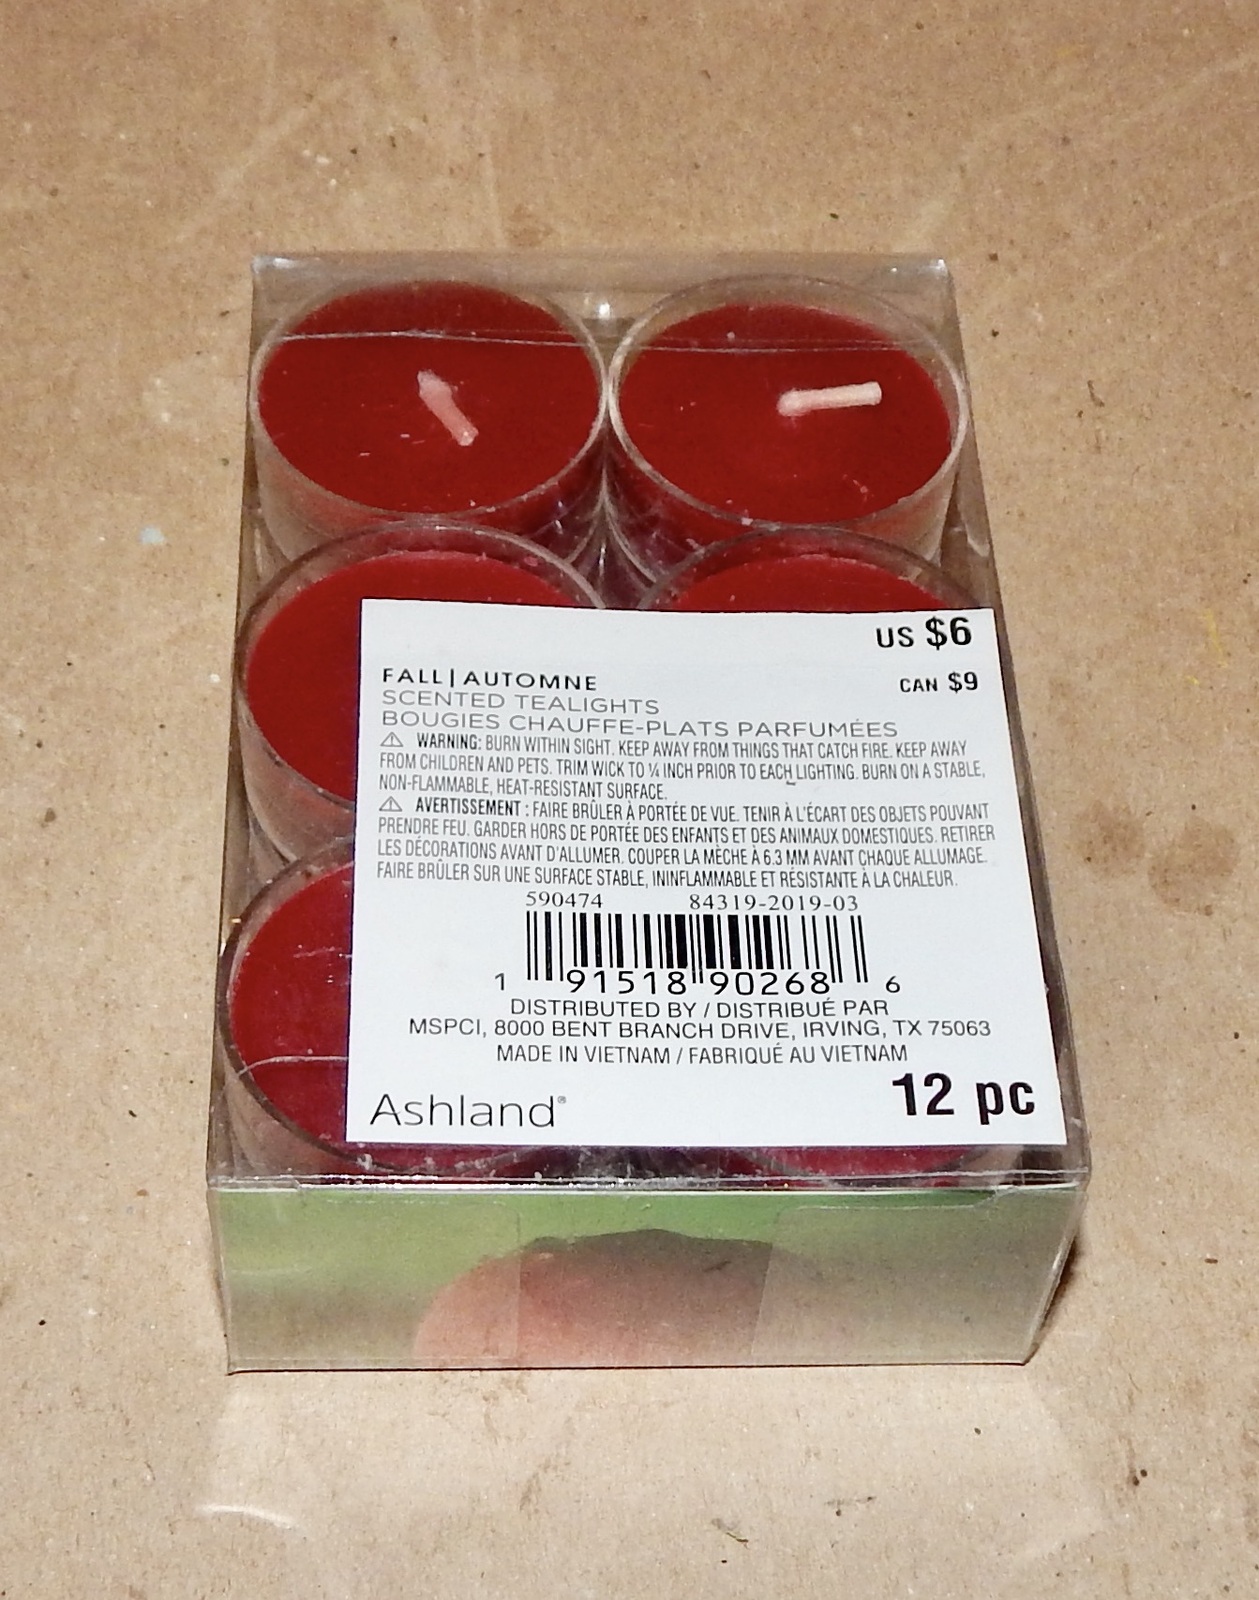 US $6
FALL|AUTOMNE
CAN $9
SCENTED TEALIGHTS
BOUGIES CHAUFFE-PLATS PARFUMÉES
⚠ WARNING: BURN WITHIN SIGHT. KEEP AWAY FROM THINGS THAT CATCH FIRE. KEEP AWAY
FROM CHILDREN AND PETS. TRIM WICK TO ¼ INCH PRIOR TO EACH LIGHTING. BURN ON A STABLE,
NON-FLAMMABLE, HEAT-RESISTANT SURFACE.
⚠ AVERTISSEMENT : FAIRE BRÛLER À PORTÉE DE VUE. TENIR À L'ÉCART DES OBJETS POUVANT
PRENDRE FEU. GARDER HORS DE PORTÉE DES ENFANTS ET DES ANIMAUX DOMESTIQUES. RETIRER
LES DÉCORATIONS AVANT D'ALLUMER. COUPER LA MÈCHE À 6.3 MM AVANT CHAQUE ALLUMAGE.
FAIRE BRÛLER SUR UNE SURFACE STABLE, ININFLAMMABLE ET RÉSISTANTE À LA CHALEUR.
590474 84319-2019-03
1 91518 90268 6
DISTRIBUTED BY / DISTRIBUÉ PAR
MSPCI, 8000 BENT BRANCH DRIVE, IRVING, TX 75063
MADE IN VIETNAM / FABRIQUÉ AU VIETNAM
Ashland®
12 pc